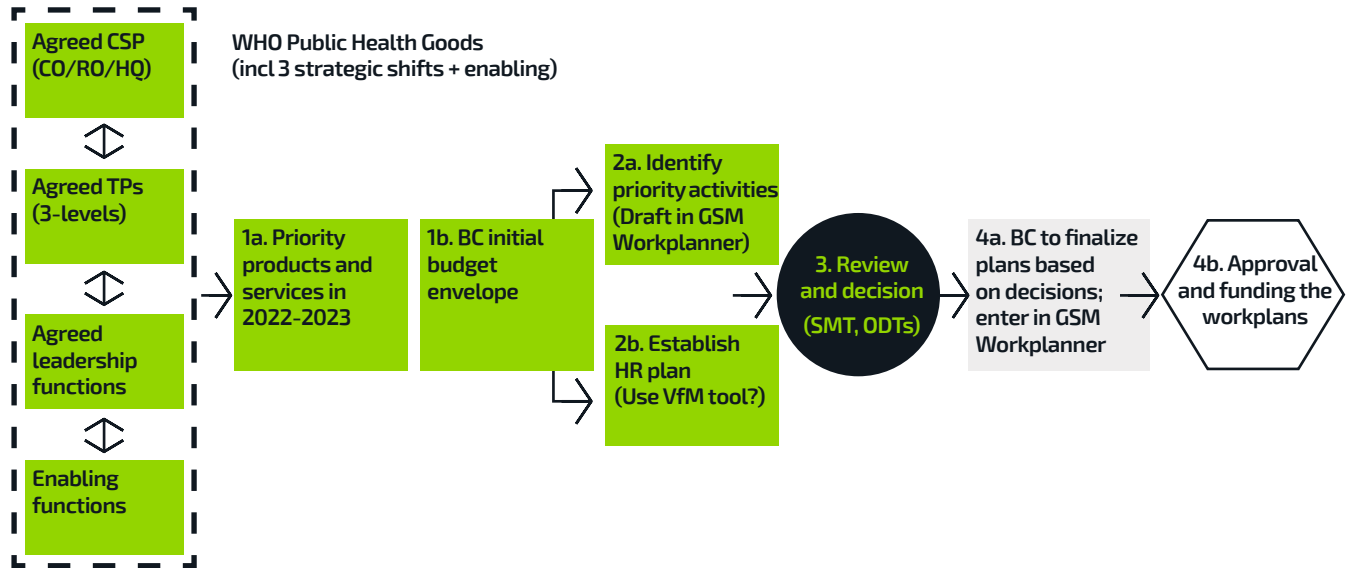 Agreed CSP
(CO/RO/HQ)
WHO Public Health Goods
(incl 3 strategic shifts + enabling)
Agreed TPs
(3-levels)
Agreed
leadership
functions
Enabling
functions
1a. Priority
products and
services in
2022-2023
1b. BC initial
budget
envelope
2a. Identify
priority activities
(Draft in GSM
Workplanner)
2b. Establish
HR plan
(Use VfM tool?)
3. Review
and decision
(SMT, ODTs)
4a. BC to finalize
plans based
on decisions;
enter in GSM
Workplanner
4b. Approval
and funding the
workplans